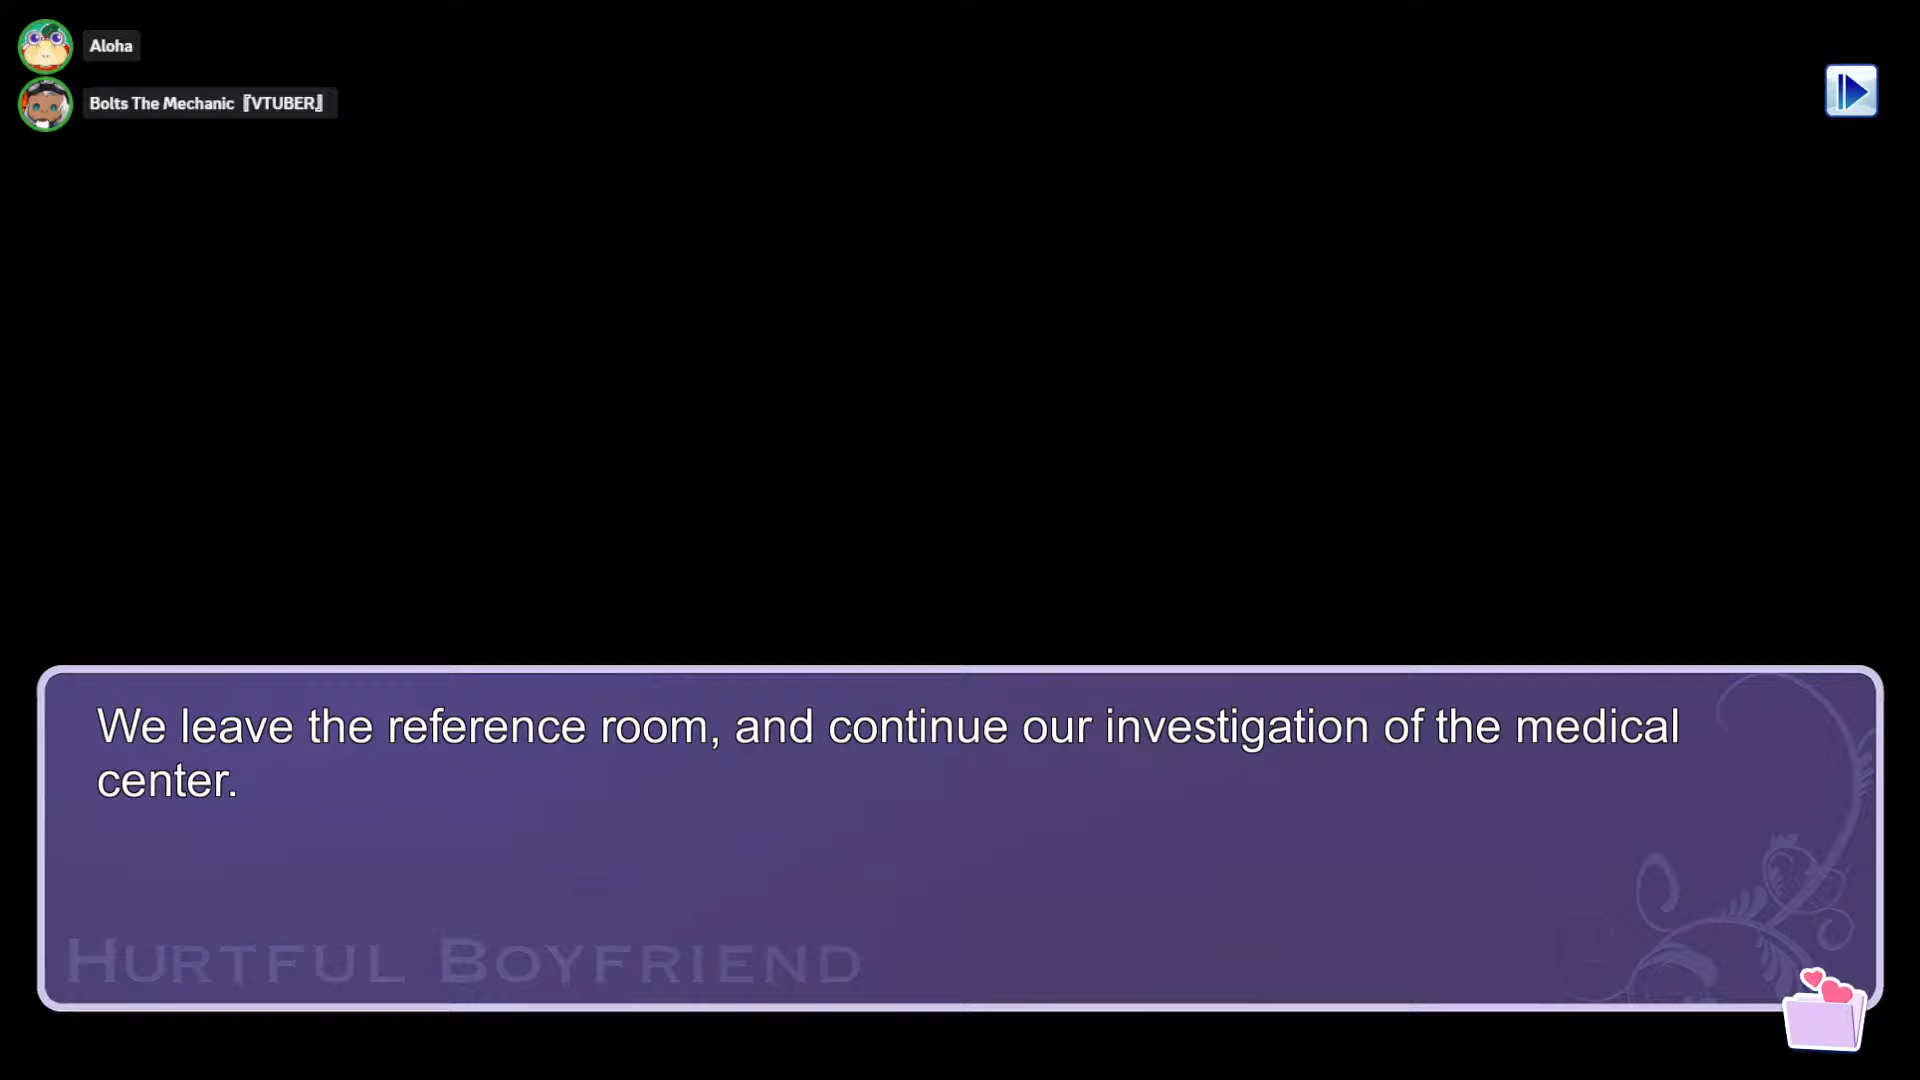 Aloha
Bolts The Mechanic『VTUBER』
We leave the reference room, and continue our investigation of the medical
center.
HURTFUL BOYFRIEND